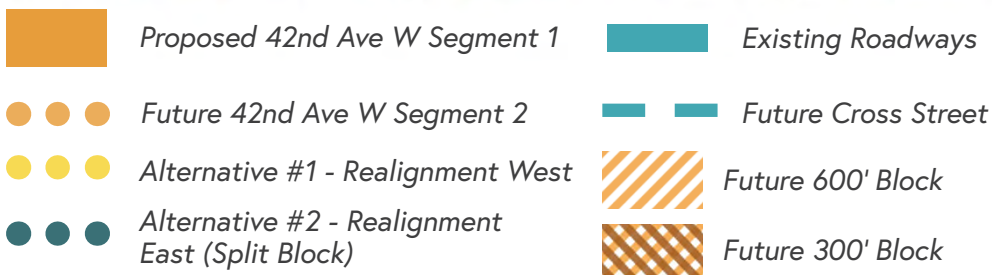 Proposed 42nd Ave W Segment 1
Future 42nd Ave W Segment 2
Alternative #1 - Realignment West
Alternative #2 - Realignment
East (Split Block)
Existing Roadways
Future Cross Street
Future 600' Block
Future 300' Block